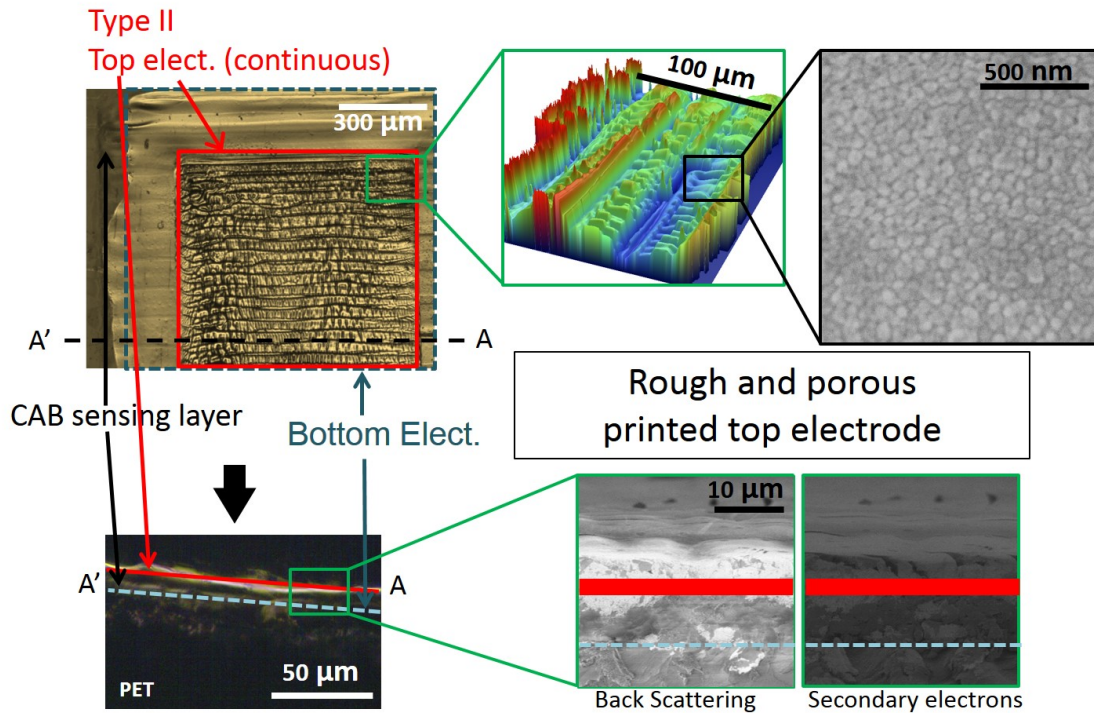 Type II
Top elect. (continuous)
300 µm
100 µm
500 nm
A'
A
CAB sensing layer
Bottom Elect.
Rough and porous
printed top electrode
A'
A
PET
50 µm
10 µm
Back Scattering
Secondary electrons